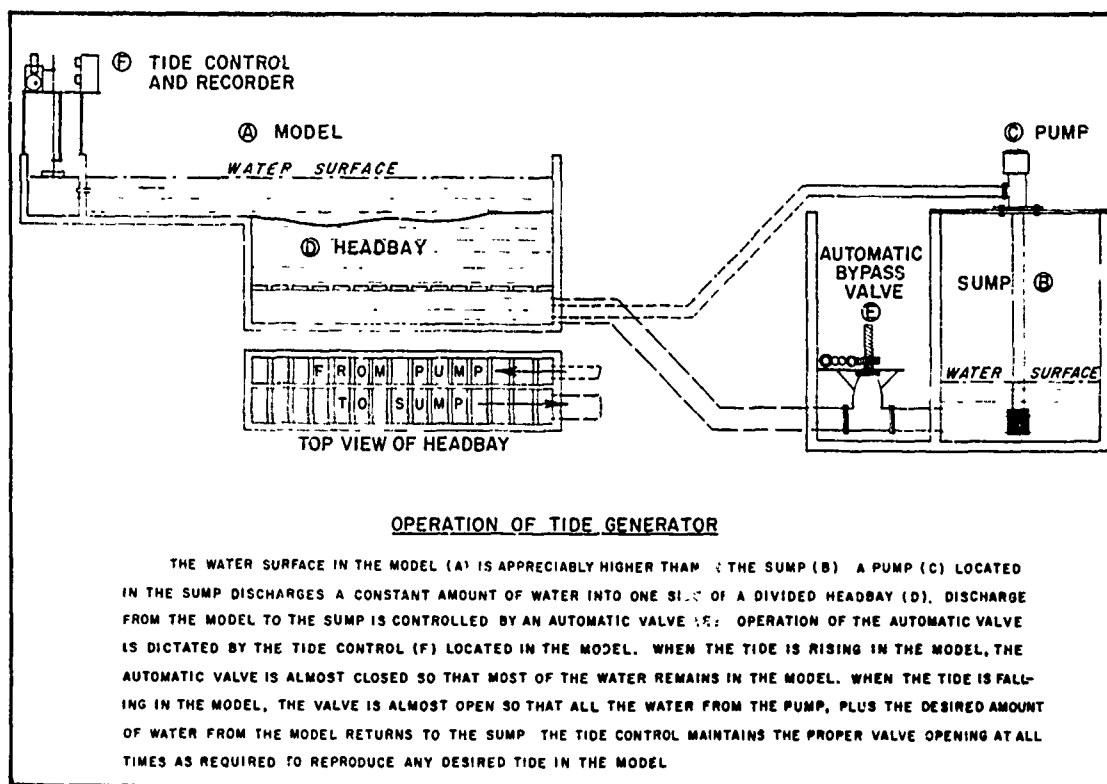 Ⓕ TIDE CONTROL
AND RECORDER
Ⓐ MODEL
WATER SURFACE
Ⓒ PUMP
Ⓓ HEADBAY
AUTOMATIC
BYPASS
VALVE
Ⓔ
SUMP Ⓑ
WATER SURFACE
FROM PUMP
TO SUMP
TOP VIEW OF HEADBAY
OPERATION OF TIDE GENERATOR
THE WATER SURFACE IN THE MODEL (A) IS APPRECIABLY HIGHER THAN THE SUMP (B) A PUMP (C) LOCATED
IN THE SUMP DISCHARGES A CONSTANT AMOUNT OF WATER INTO ONE OF A DIVIDED HEADBAY (D). DISCHARGE
FROM THE MODEL TO THE SUMP IS CONTROLLED BY AN AUTOMATIC VALVE OPERATION OF THE AUTOMATIC VALVE
IS DICTATED BY THE TIDE CONTROL (F) LOCATED IN THE MODEL. WHEN THE TIDE IS RISING IN THE MODEL, THE
AUTOMATIC VALVE IS ALMOST CLOSED SO THAT MOST OF THE WATER REMAINS IN THE MODEL. WHEN THE TIDE IS FALL-
ING IN THE MODEL, THE VALVE IS ALMOST OPEN SO THAT ALL THE WATER FROM THE PUMP, PLUS THE DESIRED AMOUNT
OF WATER FROM THE MODEL RETURNS TO THE SUMP THE TIDE CONTROL MAINTAINS THE PROPER VALVE OPENING AT ALL
TIMES AS REQUIRED TO REPRODUCE ANY DESIRED TIDE IN THE MODEL